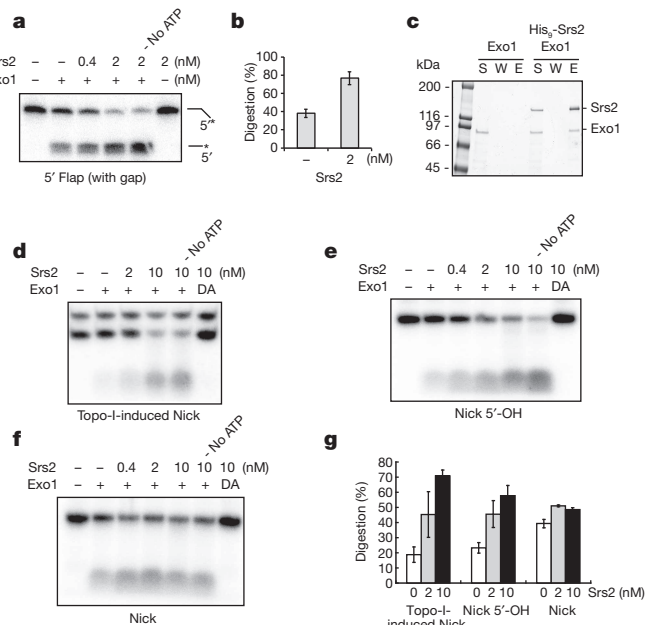 a
- No ATP
Srs2 – – 0.4 2 2 2 (nM)
xo1 – + + + + – (nM)
5′*
*
5′
5′ Flap (with gap)
b
Digestion (%)
100
80
60
40
20
0
– 2 (nM)
Srs2
c
His9-Srs2
Exo1 Exo1
kDa S W E S W E
200
116
97
66
45
Srs2
Exo1
d
- No ATP
Srs2 – – 2 10 10 10 (nM)
Exo1 – + + + + DA
Topo-I-induced Nick
e
- No ATP
Srs2 – – 0.4 2 10 10 10 (nM)
Exo1 – + + + + + DA
Nick 5′-OH
f
- No ATP
Srs2 – – 0.4 2 10 10 10 (nM)
Exo1 – + + + + + DA
Nick
g
Digestion (%)
80
70
60
50
40
30
20
10
0
0 2 10 0 2 10 0 2 10 Srs2 (nM)
Topo-I- Nick 5′-OH Nick
induced Nick